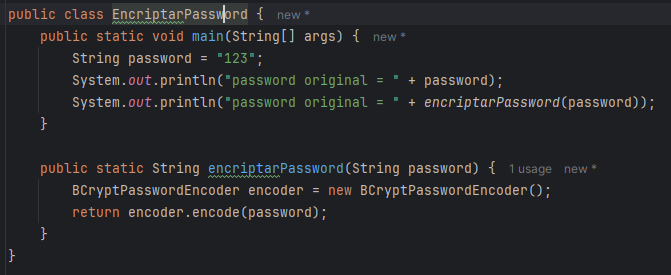 public class EncriptarPassword { new *
public static void main(String[] args) { new *
String password = "123";
System.out.println("password original = " + password);
System.out.println("password original = " + encriptarPassword(password));
}
public static String encriptarPassword(String password) { 1 usage new *
BCryptPasswordEncoder encoder = new BCryptPasswordEncoder();
return encoder.encode(password);
}
}